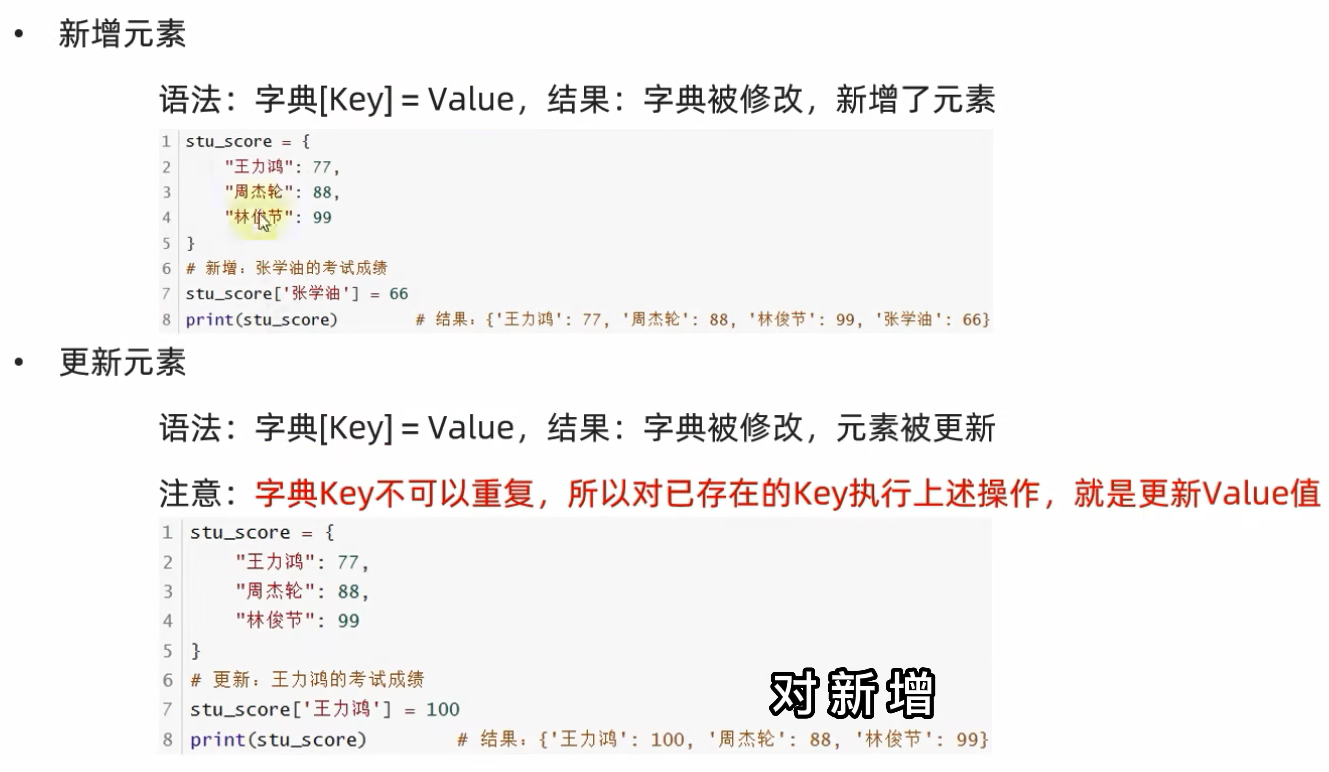 • 新增元素
语法：字典[Key] = Value，结果：字典被修改，新增了元素
1 stu_score = {
2     "王力鸿": 77,
3     "周杰轮": 88,
4     "林俊节": 99
5 }
6 # 新增：张学油的考试成绩
7 stu_score['张学油'] = 66
8 print(stu_score)        # 结果：{'王力鸿': 77, '周杰轮': 88, '林俊节': 99, '张学油': 66}
• 更新元素
语法：字典[Key] = Value，结果：字典被修改，元素被更新
注意：字典Key不可以重复，所以对已存在的Key执行上述操作，就是更新Value值
1 stu_score = {
2     "王力鸿": 77,
3     "周杰轮": 88,
4     "林俊节": 99
5 }
6 # 更新：王力鸿的考试成绩
7 stu_score['王力鸿'] = 100
对新增
8 print(stu_score)        # 结果：{'王力鸿': 100, '周杰轮': 88, '林俊节': 99}